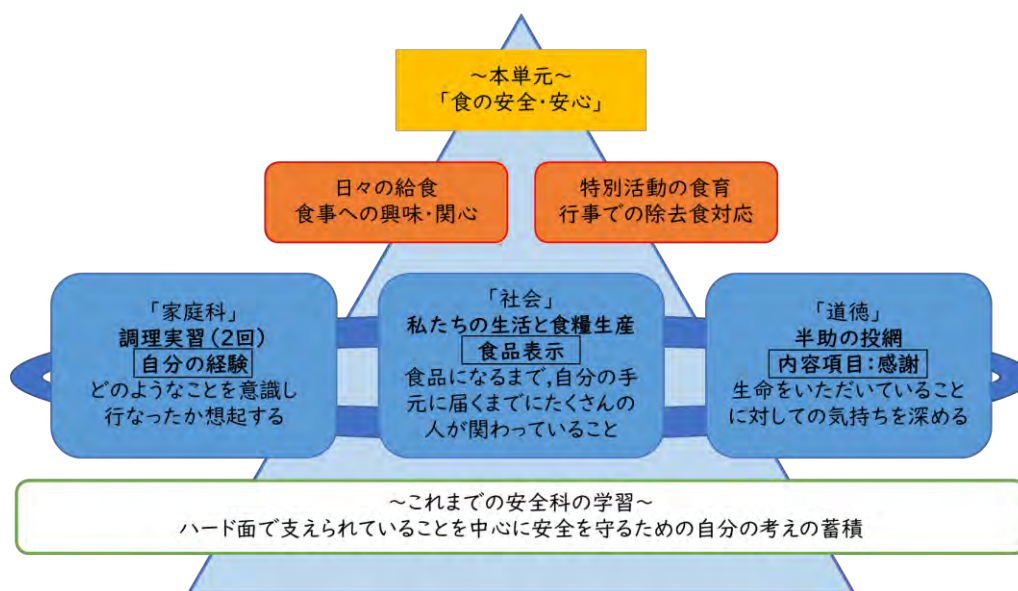 ～本単元～
「食の安全・安心」
日々の給食
食事への興味・関心
特別活動の食育
行事での除去食対応
「家庭科」
調理実習(2回)
自分の経験
どのようなことを意識し
行なったか想起する
「社会」
私たちの生活と食糧生産
食品表示
食品になるまで,自分の手
元に届くまでにたくさんの
人が関わっていること
「道徳」
半助の投網
内容項目:感謝
生命をいただいていること
に対しての気持ちを深める
～これまでの安全科の学習～
ハード面で支えられていることを中心に安全を守るための自分の考えの蓄積